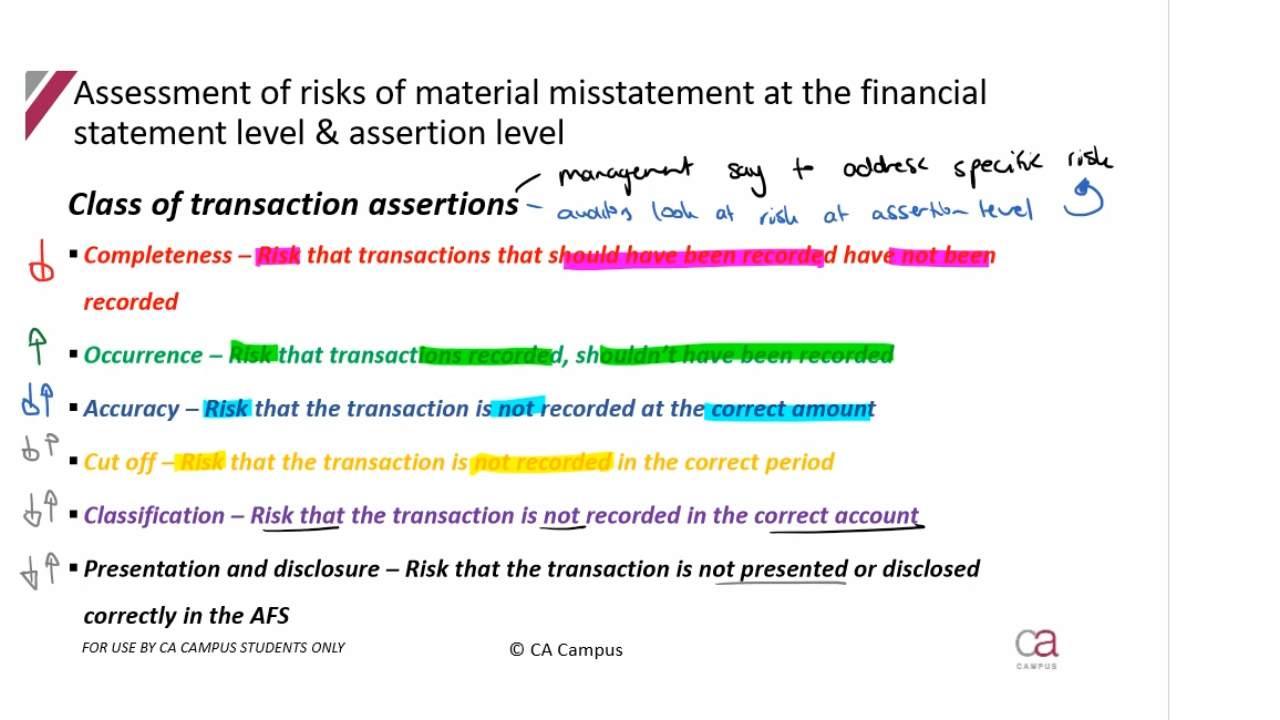 Assessment of risks of material misstatement at the financial
statement level & assertion level
management say to address specific risk
Class of transaction assertions
auditors look at risk at assertion level
▪ Completeness – Risk that transactions that should have been recorded have not been
recorded
▪ Occurrence – Risk that transactions recorded, shouldn't have been recorded
▪ Accuracy – Risk that the transaction is not recorded at the correct amount
▪ Cut off – Risk that the transaction is not recorded in the correct period
▪ Classification – Risk that the transaction is not recorded in the correct account
▪ Presentation and disclosure – Risk that the transaction is not presented or disclosed
correctly in the AFS
FOR USE BY CA CAMPUS STUDENTS ONLY
© CA Campus
ca
CAMPUS